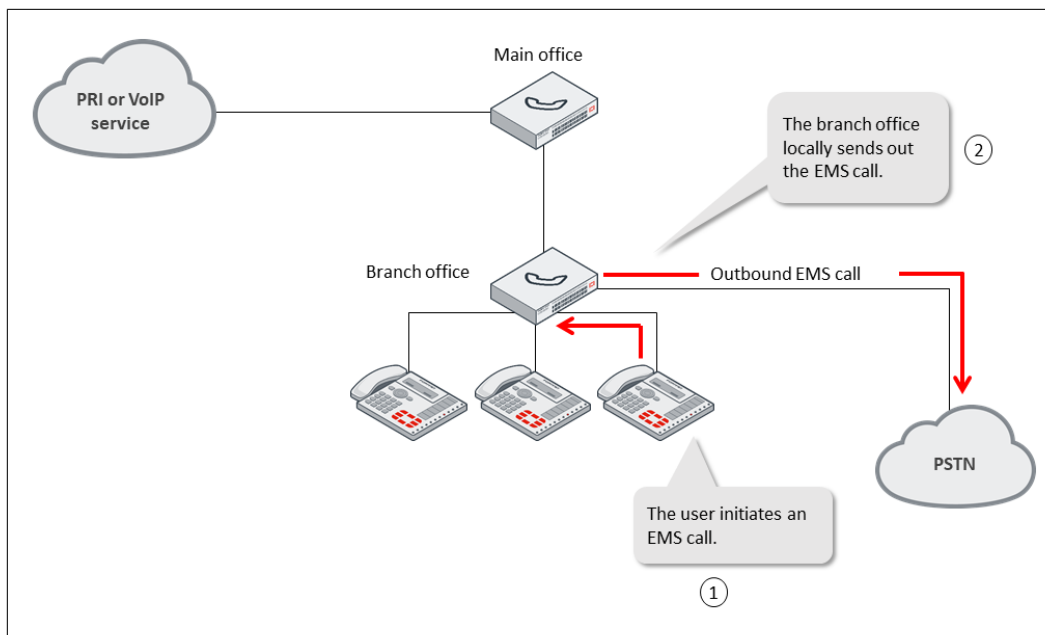 Main office
PRI or VoIP
service
The branch office
locally sends out
the EMS call.
2
Branch office
Outbound EMS call
PSTN
The user initiates an
EMS call.
1